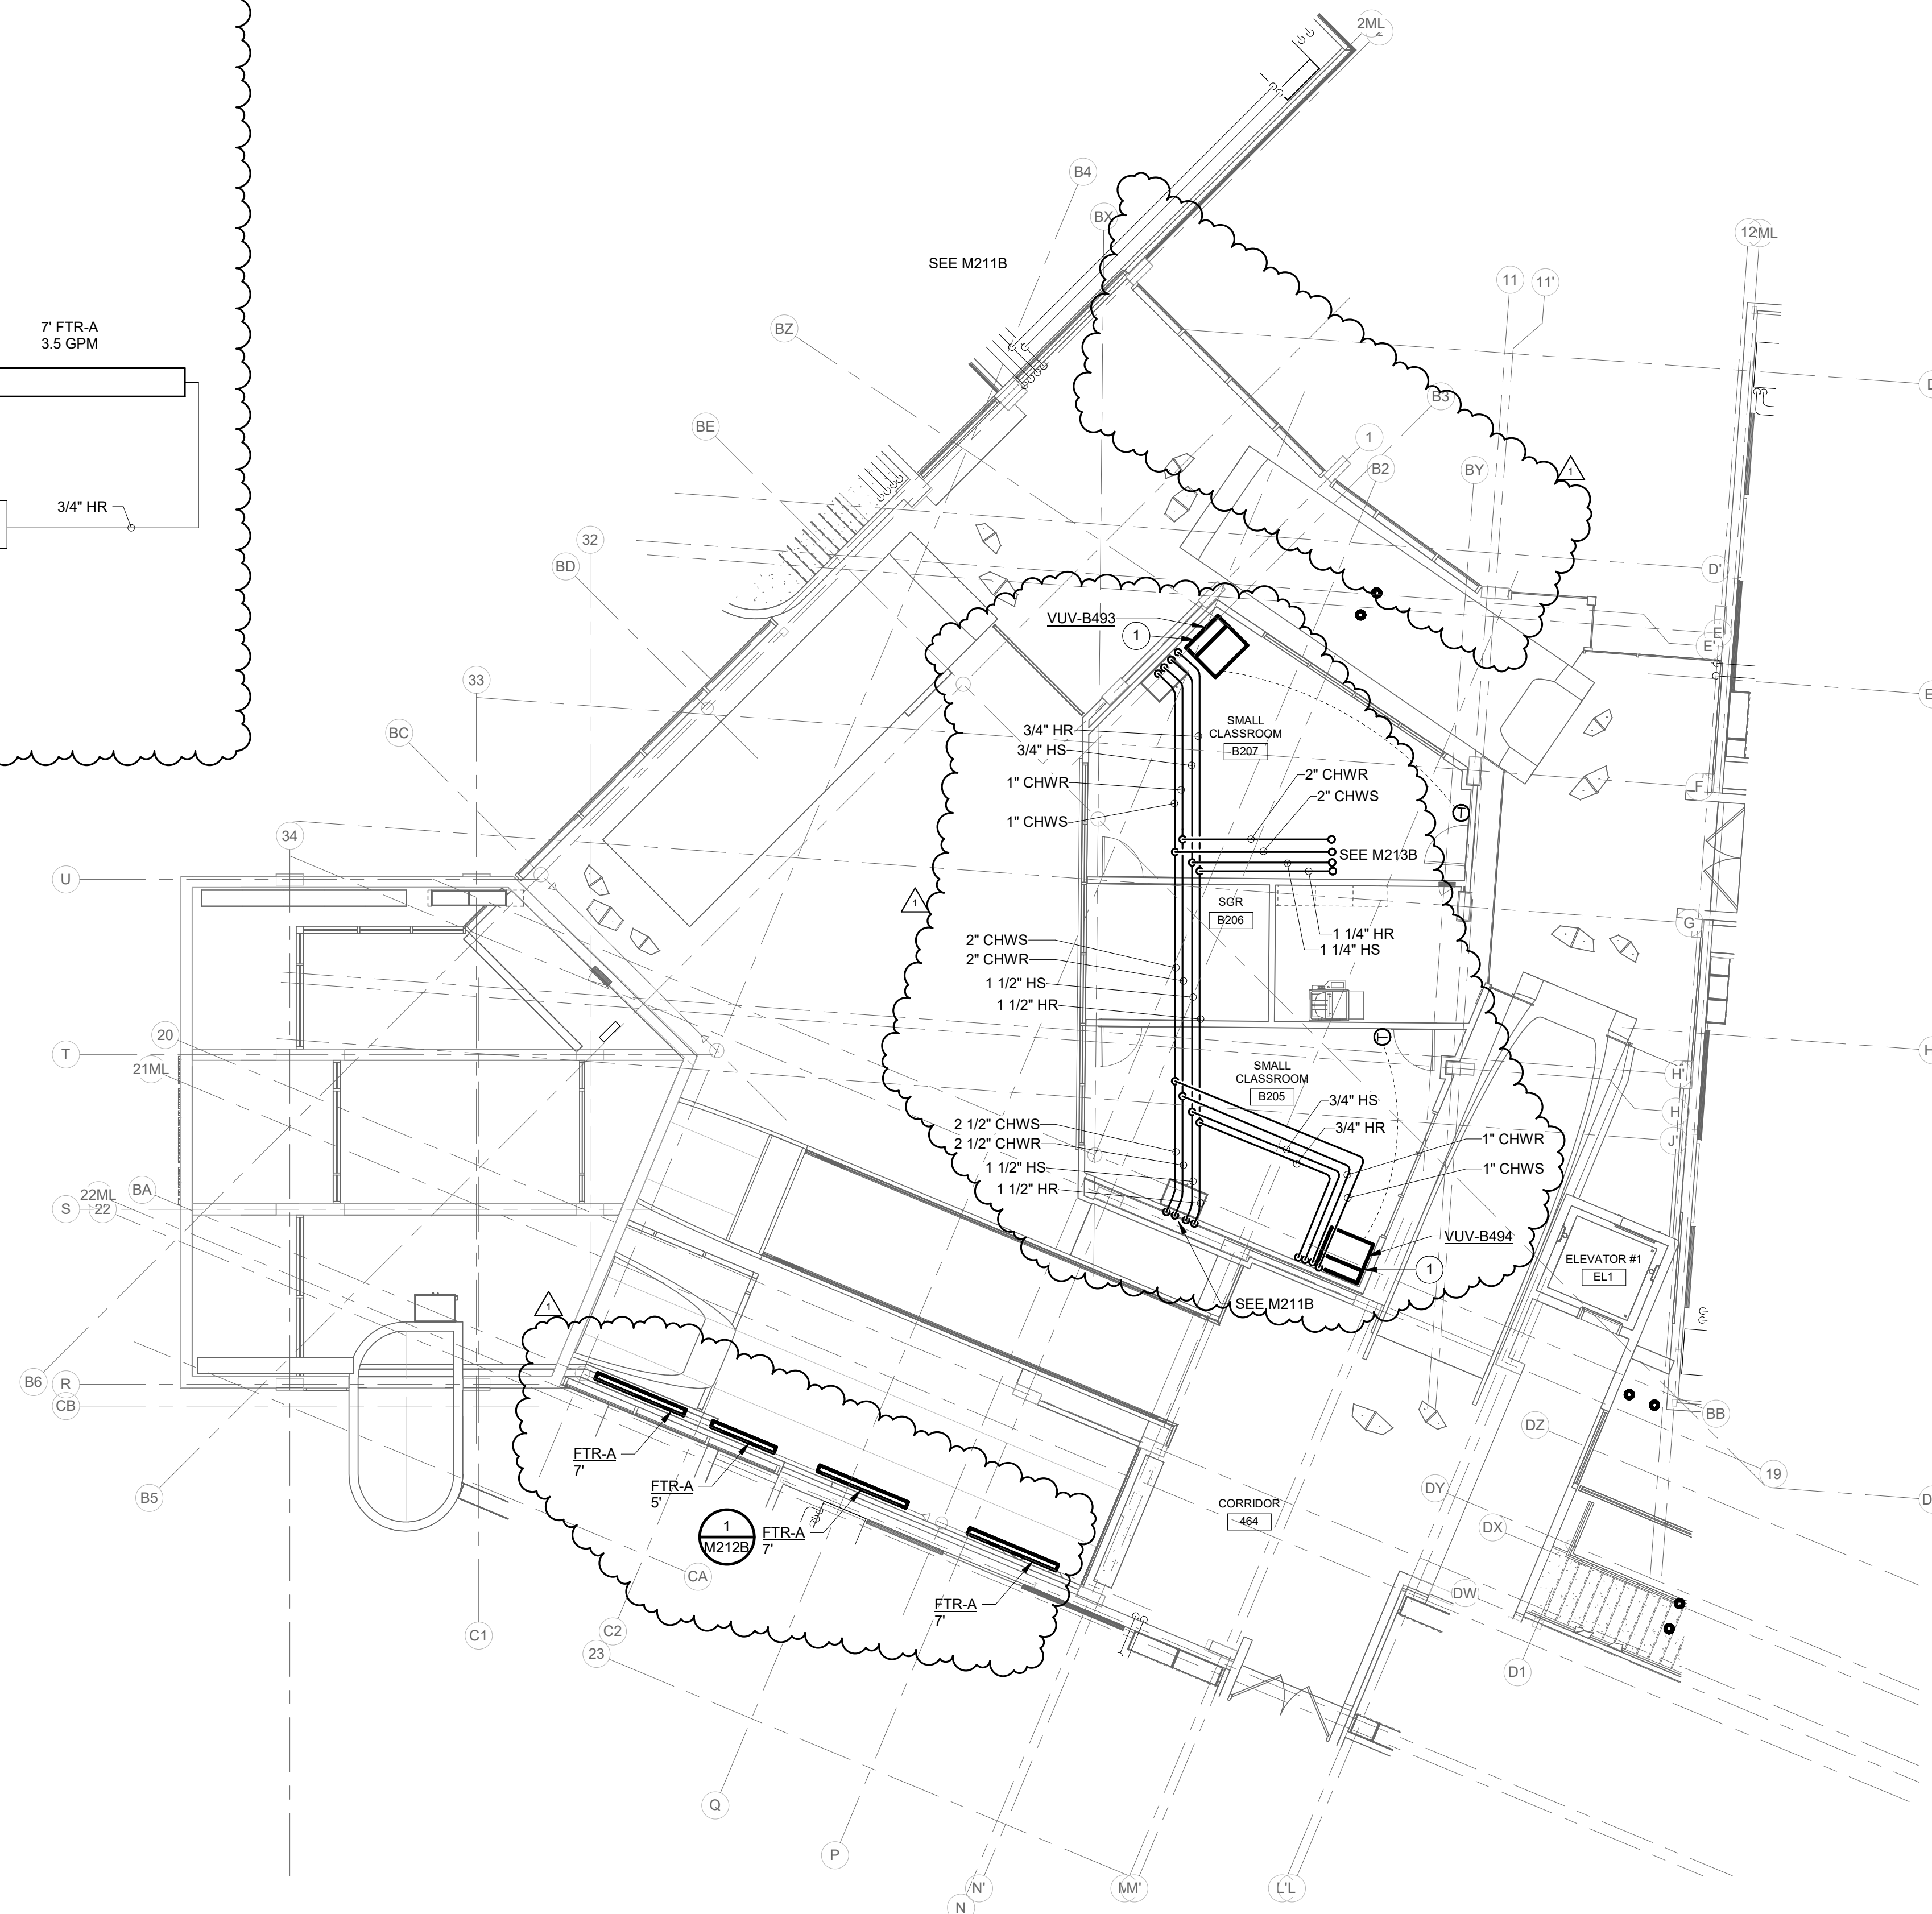 2ML
B4
BX
12ML
SEE M211B
11
11'
7' FTR-A
3.5 GPM
BZ
B3
BE
1
B2
BY
1
3/4" HR
32
BD
D'
VUV-B493
1
E
E'
33
SMALL
CLASSROOM
B207
3/4" HR
3/4" HS
BC
1" CHWR
2" CHWR
2" CHWS
F
1" CHWS
T
34
SEE M213B
U
1
SGR
B206
G
2" CHWS
2" CHWR
1 1/4" HR
1 1/4" HS
1 1/2" HS
1 1/2" HR
20
T
T
H
21ML
SMALL
CLASSROOM
B205
H'
3/4" HS
H
2 1/2" CHWS
3/4" HR
2 1/2" CHWR
1" CHWR
J'
1 1/2" HS
1" CHWS
1 1/2" HR
BA
22ML
S
22
VUV-B494
ELEVATOR #1
EL1
1
1
SEE M211B
B6
R
CB
BB
DZ
FTR-A
7'
FTR-A
5'
19
B5
DY
CORRIDOR
464
DX
1
M212B
FTR-A
7'
CA
DW
FTR-A
7'
C1
C2
23
D1
Q
P
N'
MM'
L'L
N